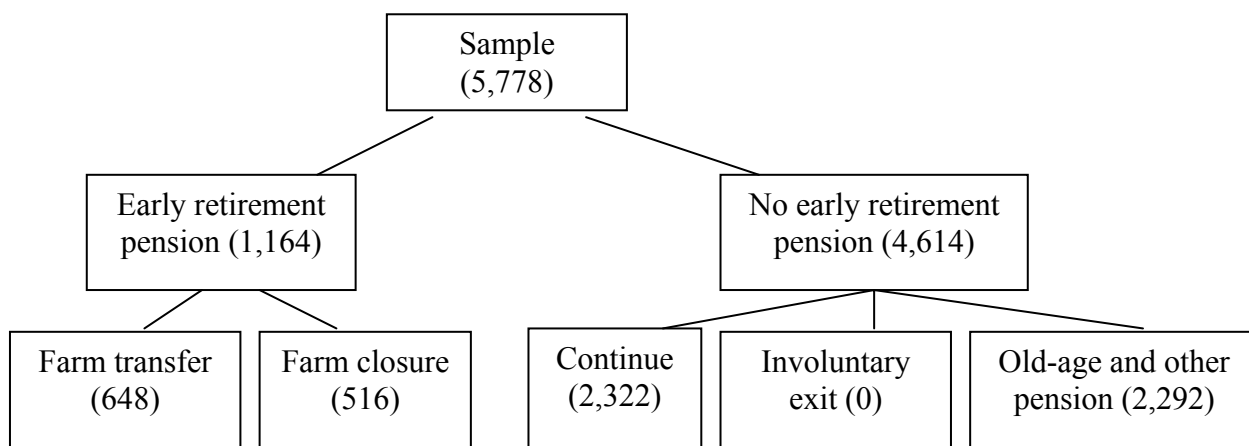 Sample
(5,778)
Early retirement
pension (1,164)
No early retirement
pension (4,614)
Farm transfer
(648)
Farm closure
(516)
Continue
(2,322)
Involuntary
exit (0)
Old-age and other
pension (2,292)